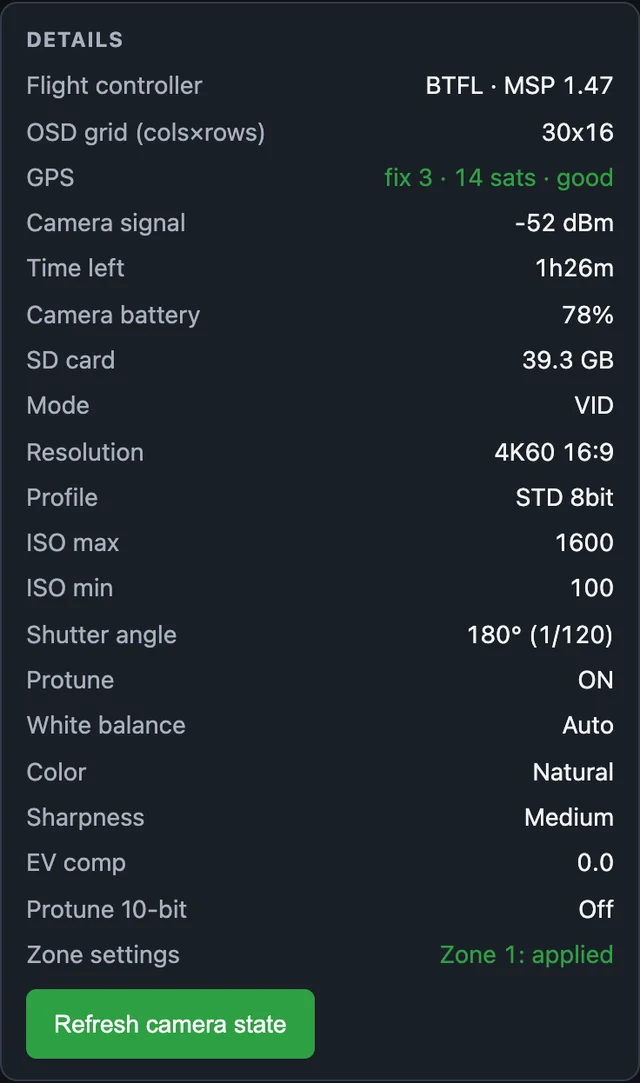 DETAILS
Flight controller BTFL · MSP 1.47
OSD grid (cols×rows) 30x16
GPS fix 3 · 14 sats · good
Camera signal -52 dBm
Time left 1h26m
Camera battery 78%
SD card 39.3 GB
Mode VID
Resolution 4K60 16:9
Profile STD 8bit
ISO max 1600
ISO min 100
Shutter angle 180° (1/120)
Protune ON
White balance Auto
Color Natural
Sharpness Medium
EV comp 0.0
Protune 10-bit Off
Zone settings Zone 1: applied
Refresh camera state